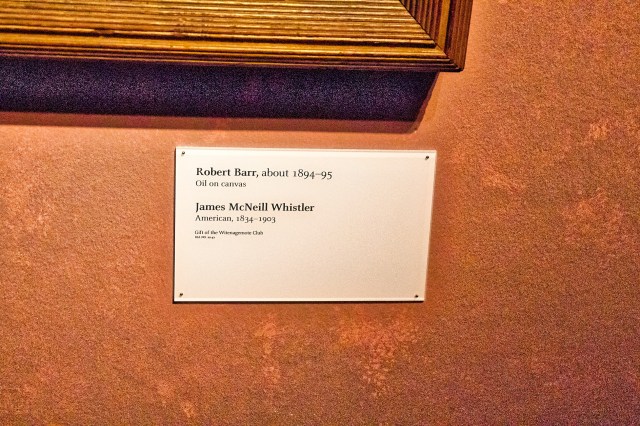 Robert Barr, about 1894–95
Oil on canvas
James McNeill Whistler
American, 1834–1903
Gift of the Witenagemote Club